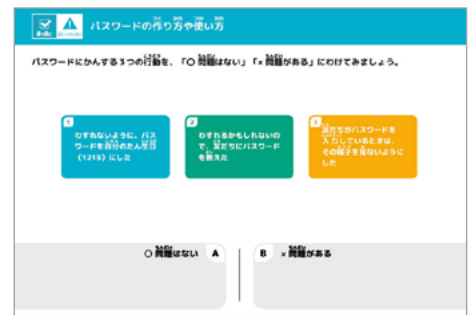 パスワードの作り方や使い方
パスワードにかんする3つの行動を、「○ 問題はない」「× 問題がある」にわけてみましょう。
1
わすれないように、パス
ワードを自分のたん生日
(1215) にした
2
わすれるかもしれないの
で、友だちにパスワード
を教えた
3
友だちがパスワードを
入力しているときは、
その様子を見ないように
した
○ 問題はない A
B × 問題がある